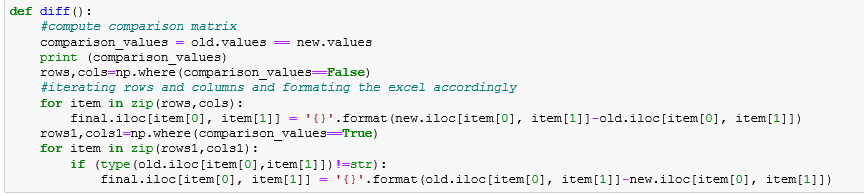 def diff():
    #compute comparison matrix
    comparison_values = old.values == new.values
    print (comparison_values)
    rows,cols=np.where(comparison_values==False)
    #iterating rows and columns and formating the excel accordingly
    for item in zip(rows,cols):
        final.iloc[item[0], item[1]] = '{}'.format(new.iloc[item[0], item[1]]-old.iloc[item[0], item[1]])
    rows1,cols1=np.where(comparison_values==True)
    for item in zip(rows1,cols1):
        if (type(old.iloc[item[0],item[1]])!=str):
            final.iloc[item[0], item[1]] = '{}'.format(old.iloc[item[0], item[1]]-new.iloc[item[0], item[1]])